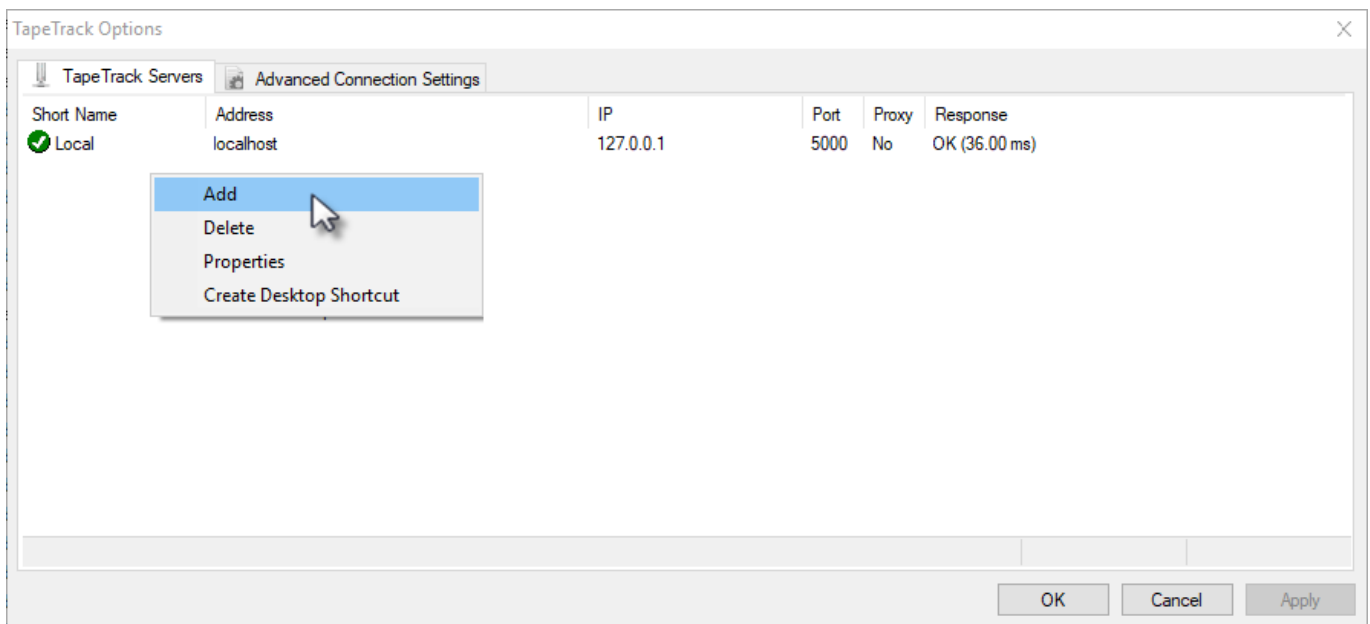 TapeTrack Options
TapeTrack Servers Advanced Connection Settings
Short Name Address IP Port Proxy Response
Local localhost 127.0.0.1 5000 No OK (36.00 ms)
Add
Delete
Properties
Create Desktop Shortcut
OK Cancel Apply